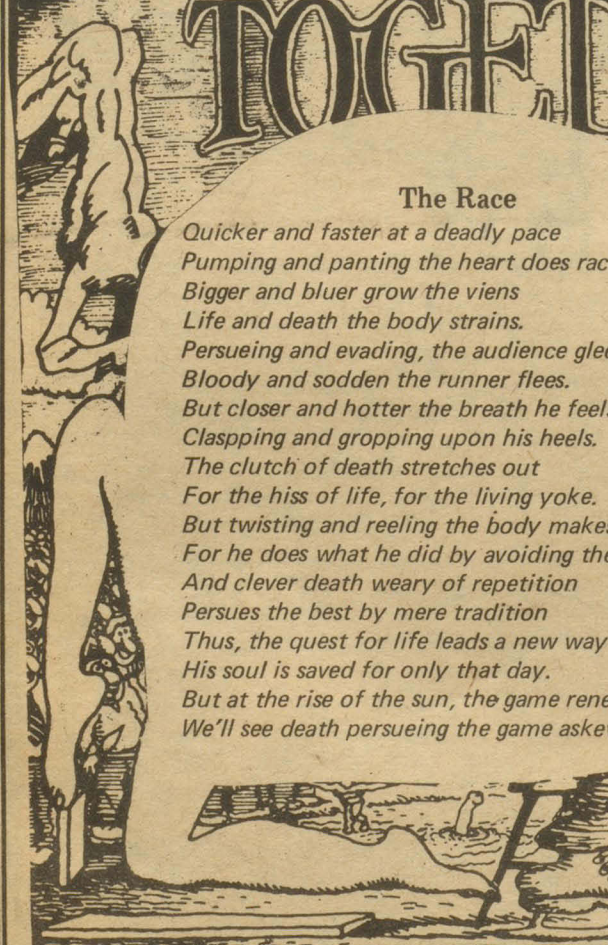 TOGET
The Race
Quicker and faster at a deadly pace
Pumping and panting the heart does rac
Bigger and bluer grow the viens
Life and death the body strains.
Persueing and evading, the audience glee
Bloody and sodden the runner flees.
But closer and hotter the breath he feel
Claspping and gropping upon his heels.
The clutch of death stretches out
For the hiss of life, for the living yoke.
But twisting and reeling the body make
For he does what he did by avoiding the
And clever death weary of repetition
Persues the best by mere tradition
Thus, the quest for life leads a new way
His soul is saved for only that day.
But at the rise of the sun, the game rene
We'll see death persueing the game aske